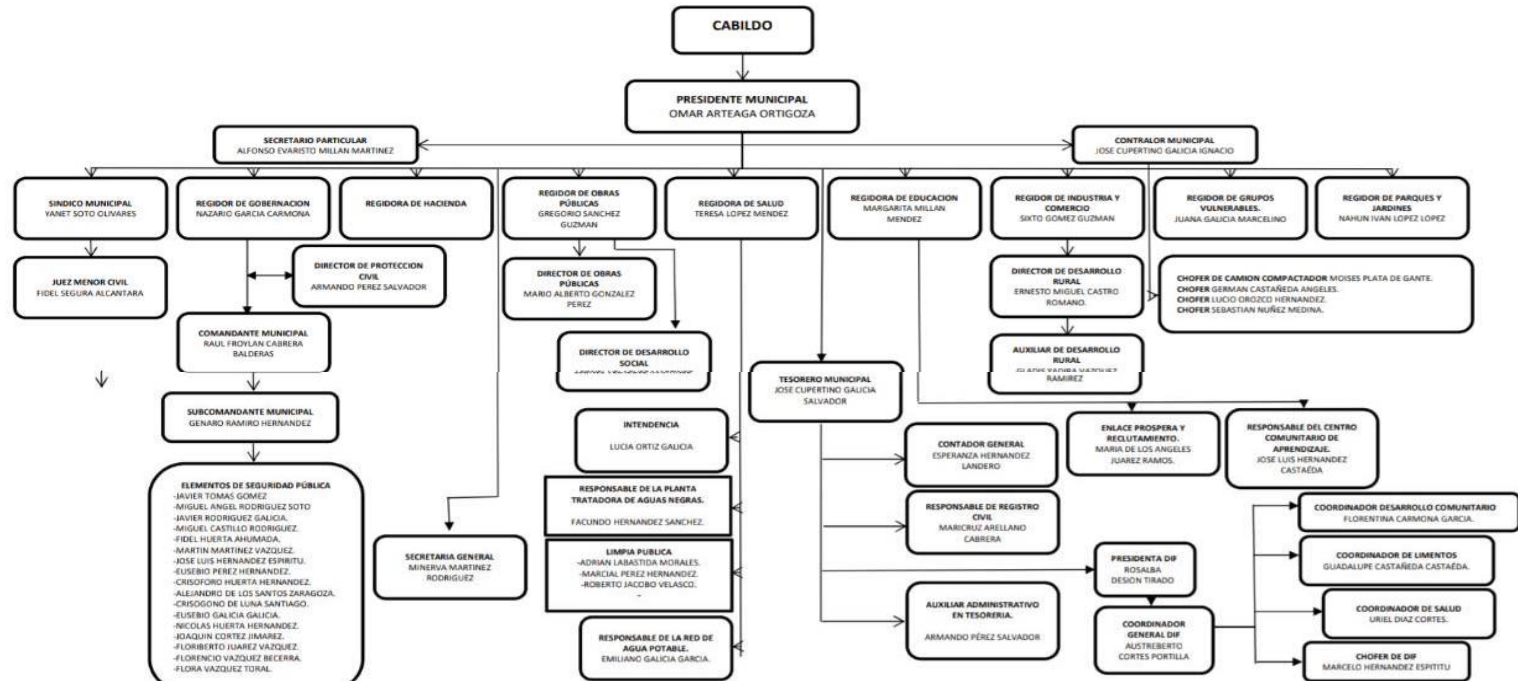 CABILDO
PRESIDENTE MUNICIPAL
OMAR ARTEAGA ORTIGOZA
SECRETARIO PARTICULAR
ALFONSO EVARISTO MILLAN MARTINEZ
CONTRALOR MUNICIPAL
JOSE CUPERTINO GALICIA IGNACIO
SINDICO MUNICIPAL
YANET SOTO OLIVARES
REGIDOR DE GOBERNACION
NAZARIO GARCIA CARMONA
REGIDORA DE HACIENDA
REGIDOR DE OBRAS
PÚBLICAS
GREGORIO SANCHEZ
GUZMAN
REGIDORA DE SALUD
TERESA LOPEZ MENDEZ
REGIDORA DE EDUCACION
MARGARITA MILLAN
MENDEZ
REGIDOR DE INDUSTRIA Y
COMERCIO
SIXTO GOMEZ GUZMAN
REGIDOR DE GRUPOS
VULNERABLES.
JUANA GALICIA MARCELINO
REGIDOR DE PARQUES Y
JARDINES
NAHUN IVAN LOPEZ LOPEZ
JUEZ MENOR CIVIL
FIDEL SEGURA ALCANTARA
DIRECTOR DE PROTECCION
CIVIL
ARMANDO PEREZ SALVADOR
DIRECTOR DE OBRAS
PÚBLICAS
MARIO ALBERTO GONZALEZ
PEREZ
DIRECTOR DE DESARROLLO
RURAL
ERNESTO MIGUEL CASTRO
ROMANO.
CHOFER DE CAMION COMPACTADOR MOISES PLATA DE GANTE.
CHOFER GERMAN CASTAÑEDA ANGELES.
CHOFER LUCIO OROZCO HERNANDEZ.
CHOFER SEBASTIAN NUÑEZ MEDINA.
COMANDANTE MUNICIPAL
RAUL FROYLAN CABRERA
BALDERAS
DIRECTOR DE DESARROLLO
SOCIAL
TESORERO MUNICIPAL
JOSE CUPERTINO GALICIA
SALVADOR
AUXILIAR DE DESARROLLO
RURAL
GLADIS YADIRA VAZQUEZ
RAMIREZ
SUBCOMANDANTE MUNICIPAL
GENARO RAMIRO HERNANDEZ
INTENDENCIA
LUCIA ORTIZ GALICIA
CONTADOR GENERAL
ESPERANZA HERNANDEZ
LANDERO
ENLACE PROSPERA Y
RECLUTAMIENTO.
MARIA DE LOS ANGELES
JUAREZ RAMOS.
RESPONSABLE DEL CENTRO
COMUNITARIO DE
APRENDIZAJE.
JOSE LUIS HERNANDEZ
CASTAÉDA
ELEMENTOS DE SEGURIDAD PÚBLICA
-JAVIER TOMAS GOMEZ
-MIGUEL ANGEL RODRIGUEZ SOTO
-JAVIER RODRIGUEZ GALICIA.
-MIGUEL CASTILLO RODRIGUEZ.
-FIDEL HUERTA AHUMADA.
-MARTIN MARTÍNEZ VAZQUEZ.
-JOSE LUIS HERNANDEZ ESPIRITU.
-EUSEBIO PEREZ HERNANDEZ.
-CRISOFORO HUERTA HERNANDEZ.
-ALEJANDRO DE LOS SANTOS ZARAGOZA.
-CRISOGONO DE LUNA SANTIAGO.
-EUSEBIO GALICIA GALICIA.
-NICOLAS HUERTA HERNANDEZ.
-JOAQUIN CORTEZ JIMAREZ.
-FLORIBERTO JUAREZ VAZQUEZ.
-FLORENCIO VAZQUEZ BECERRA.
-FLORA VAZQUEZ TORAL.
SECRETARIA GENERAL
MINERVA MARTINEZ
RODRIGUEZ
RESPONSABLE DE LA PLANTA
TRATADORA DE AGUAS NEGRAS.
FACUNDO HERNANDEZ SANCHEZ.
LIMPIA PUBLICA
-ADRIAN LABASTIDA MORALES.
-MARCIAL PEREZ HERNANDEZ.
-ROBERTO JACOBO VELASCO.
-
RESPONSABLE DE LA RED DE
AGUA POTABLE.
EMILIANO GALICIA GARCIA.
RESPONSABLE DE REGISTRO
CIVIL
MARICRUZ ARELLANO
CABRERA
AUXILIAR ADMINISTRATIVO
EN TESORERIA.
ARMANDO PÉREZ SALVADOR
PRESIDENTA DIF
ROSALBA
DESION TIRADO
COORDINADOR
GENERAL DIF
AUSTREBERTO
CORTES PORTILLA
COORDINADOR DESARROLLO COMUNITARIO
FLORENTINA CARMONA GARCIA.
COORDINADOR DE LIMENTOS
GUADALUPE CASTAÑEDA CASTAÉDA.
COORDINADOR DE SALUD
URIEL DIAZ CORTES.
CHOFER DE DIF
MARCELO HERNANDEZ ESPITITU